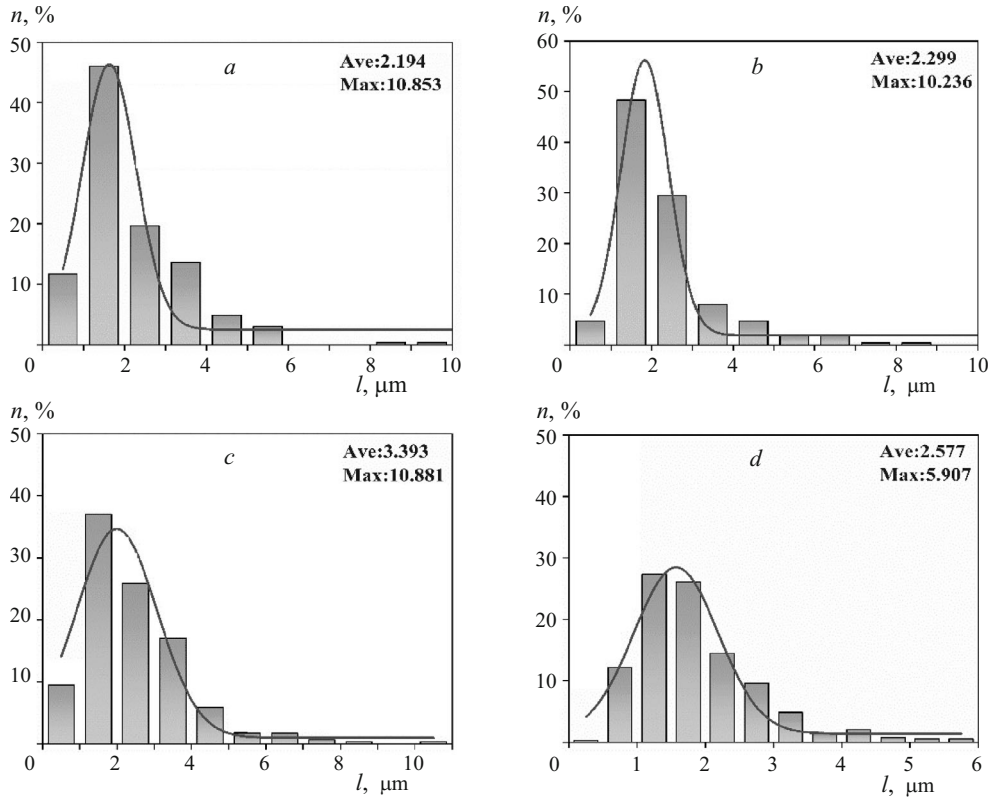 n, %
50
40
30
20
10
0
2
4
6
8
10
l, μm
a
Ave:2.194
Max:10.853
n, %
60
50
40
30
20
10
0
2
4
6
8
10
l, μm
b
Ave:2.299
Max:10.236
n, %
50
40
30
20
10
0
2
4
6
8
10
l, μm
c
Ave:3.393
Max:10.881
n, %
50
40
30
20
10
0
1
2
3
4
5
6
l, μm
d
Ave:2.577
Max:5.907